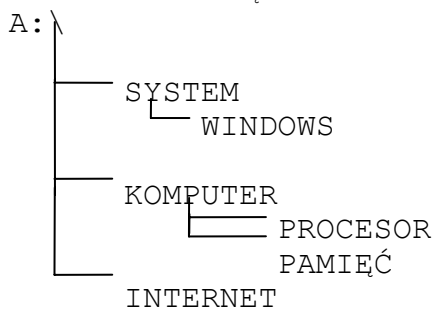 A:\
SYSTEM
WINDOWS
KOMPUTER
PROCESOR
PAMIĘĆ
INTERNET